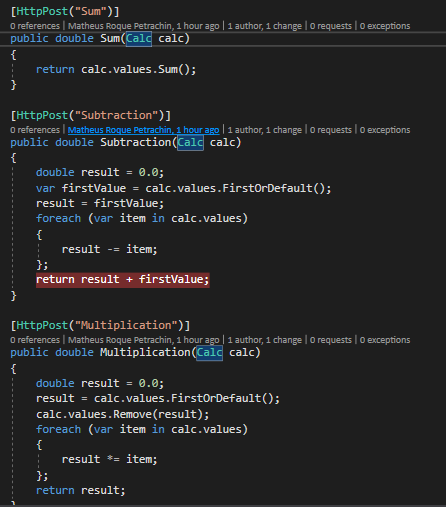 [HttpPost("Sum")]
0 references | Matheus Roque Petrachin, 1 hour ago | 1 author, 1 change | 0 requests | 0 exceptions
public double Sum(Calc calc)
{
return calc.values.Sum();
}
[HttpPost("Subtraction")]
0 references | Matheus Roque Petrachin, 1 hour ago | 1 author, 1 change | 0 requests | 0 exceptions
public double Subtraction(Calc calc)
{
double result = 0.0;
var firstValue = calc.values.FirstOrDefault();
result = firstValue;
foreach (var item in calc.values)
{
result -= item;
};
return result + firstValue;
}
[HttpPost("Multiplication")]
0 references | Matheus Roque Petrachin, 1 hour ago | 1 author, 1 change | 0 requests | 0 exceptions
public double Multiplication(Calc calc)
{
double result = 0.0;
result = calc.values.FirstOrDefault();
calc.values.Remove(result);
foreach (var item in calc.values)
{
result *= item;
};
return result;
}